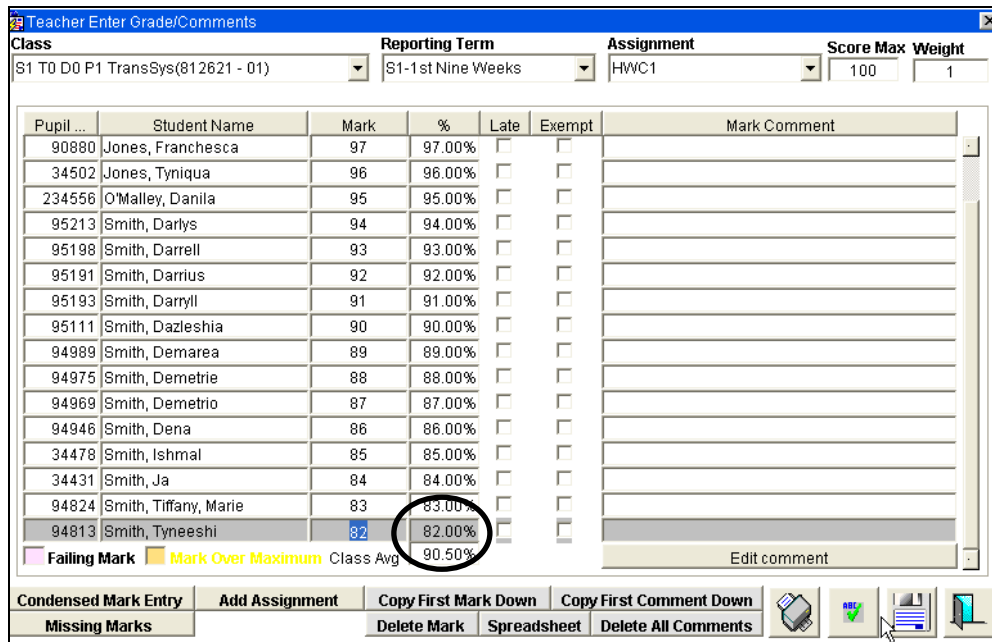 Teacher Enter Grade/Comments
Class Reporting Term Assignment Score Max Weight
S1 T0 D0 P1 TransSys(812621 - 01) S1-1st Nine Weeks HWC1 100 1
Pupil ... Student Name Mark % Late Exempt Mark Comment
90880 Jones, Franchesca 97 97.00%
34502 Jones, Tyniqua 96 96.00%
234556 O'Malley, Danila 95 95.00%
95213 Smith, Darlys 94 94.00%
95198 Smith, Darrell 93 93.00%
95191 Smith, Darrius 92 92.00%
95193 Smith, Darryll 91 91.00%
95111 Smith, Dazleshia 90 90.00%
94989 Smith, Demarea 89 89.00%
94975 Smith, Demetrie 88 88.00%
94969 Smith, Demetrio 87 87.00%
94946 Smith, Dena 86 86.00%
34478 Smith, Ishmal 85 85.00%
34431 Smith, Ja 84 84.00%
94824 Smith, Tiffany, Marie 83 83.00%
94813 Smith, Tyneeshi 82 82.00%
Failing Mark Mark Over Maximum Class Avg 90.50% Edit comment
Condensed Mark Entry Add Assignment Copy First Mark Down Copy First Comment Down
Missing Marks Delete Mark Spreadsheet Delete All Comments
ABC